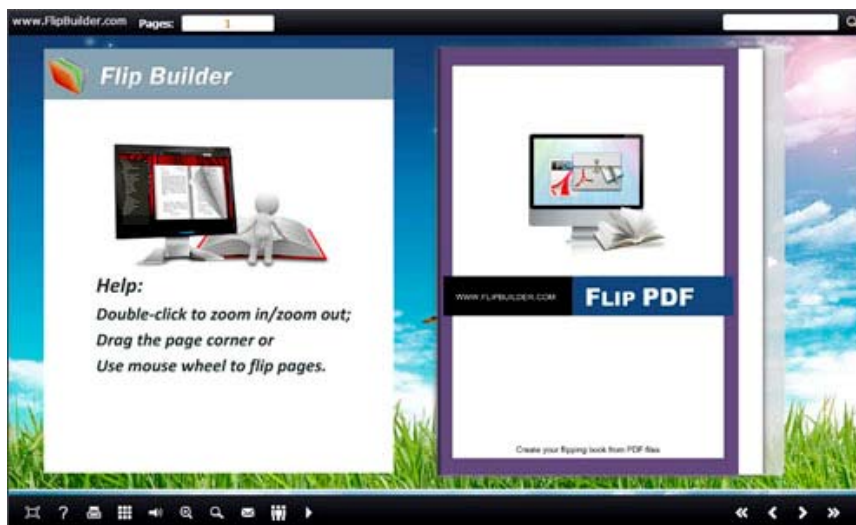 www.FlipBuilder.com Pages: 1
Flip Builder
Help:
Double-click to zoom in/zoom out;
Drag the page corner or
Use mouse wheel to flip pages.
WWW.FLIPBUILDER.COM FLIP PDF
Create your flipping book from PDF files